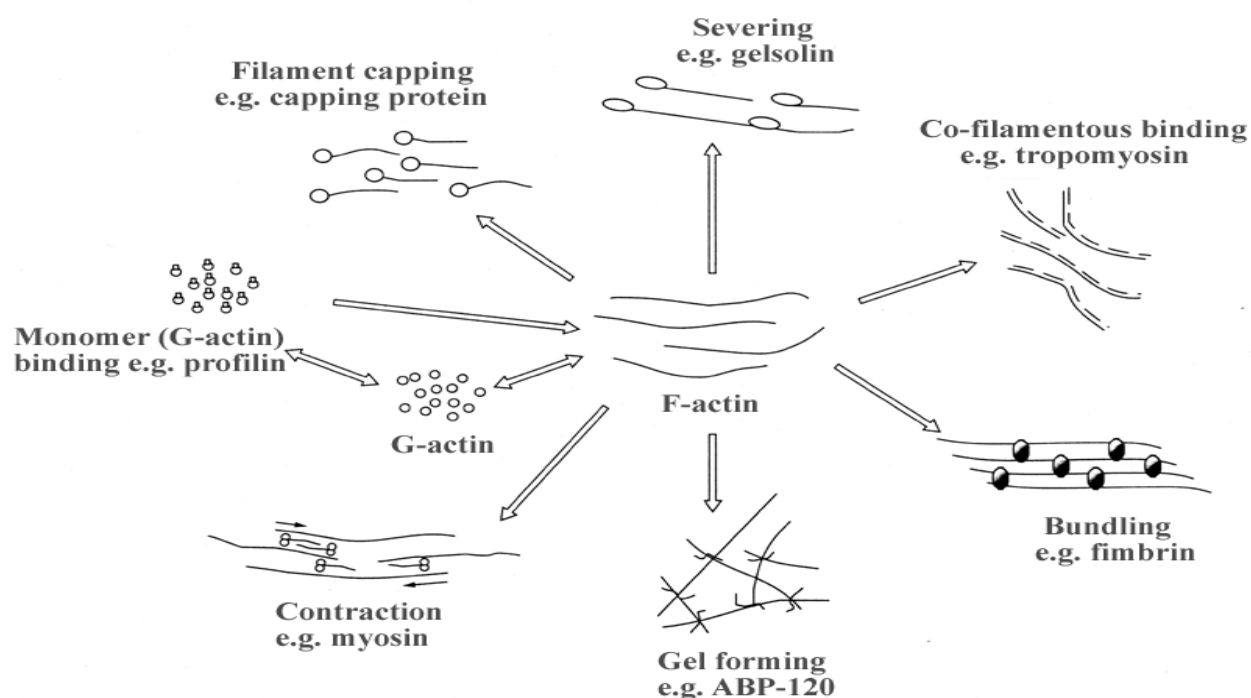 Severing
e.g. gelsolin
Filament capping
e.g. capping protein
Co-filamentous binding
e.g. tropomyosin
Monomer (G-actin)
binding e.g. profilin
F-actin
G-actin
Bundling
e.g. fimbrin
Contraction
e.g. myosin
Gel forming
e.g. ABP-120